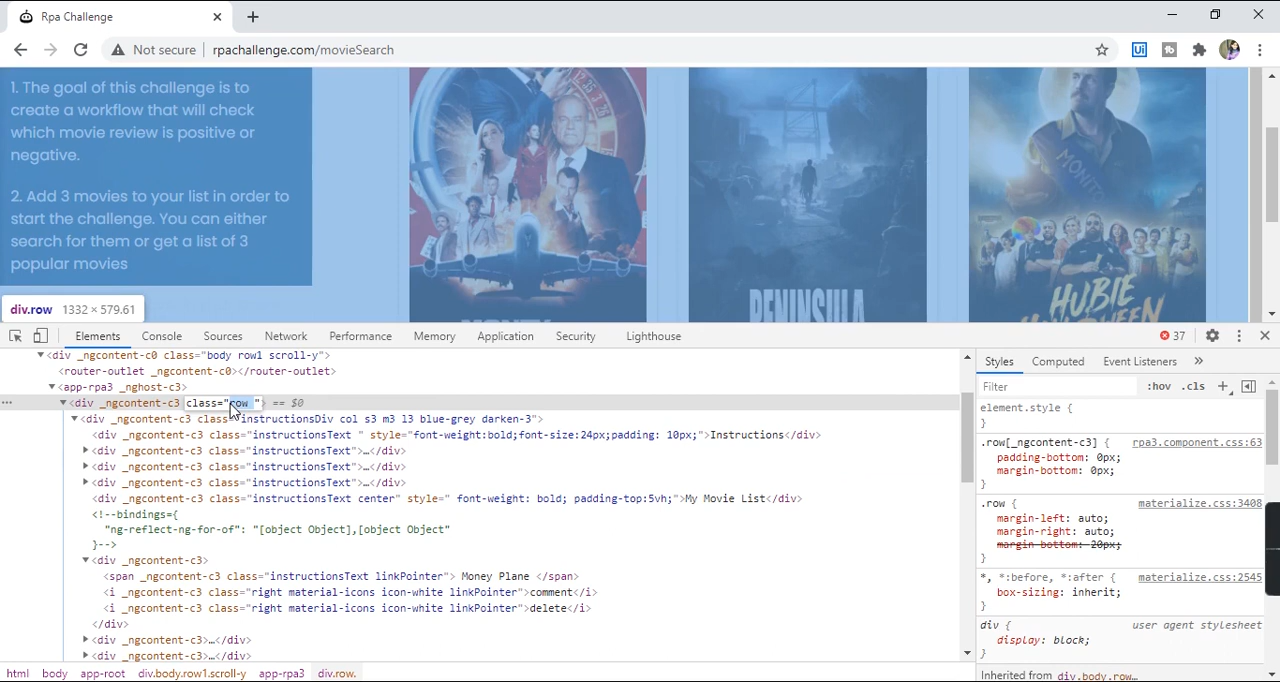 Rpa Challenge
Not secure
rpachallenge.com/movieSearch
1. The goal of this challenge is to
create a workflow that will check
which movie review is positive or
negative.
2. Add 3 movies to your list in order to
start the challenge. You can either
search for them or get a list of 3
popular movies
PENINSULA
MONITOR
HUBIE
div.row 1332 × 579.61
Elements Console Sources Network Performance Memory Application Security Lighthouse 37
<div _ngcontent-c0 class="body row1 scroll-y">
<router-outlet _ngcontent-c0></router-outlet>
<app-rpa3 _nghost-c3>
<div _ngcontent-c3 class="row "> == $0
<div _ngcontent-c3 class="instructionsDiv col s3 m3 l3 blue-grey darken-3">
<div _ngcontent-c3 class="instructionsText " style="font-weight:bold;font-size:24px;padding: 10px;">Instructions</div>
<div _ngcontent-c3 class="instructionsText">…</div>
<div _ngcontent-c3 class="instructionsText">…</div>
<div _ngcontent-c3 class="instructionsText">…</div>
<div _ngcontent-c3 class="instructionsText center" style=" font-weight: bold; padding-top:5vh;">My Movie List</div>
<!--bindings={
"ng-reflect-ng-for-of": "[object Object],[object Object"
}-->
<div _ngcontent-c3>
<span _ngcontent-c3 class="instructionsText linkPointer"> Money Plane </span>
<i _ngcontent-c3 class="right material-icons icon-white linkPointer">comment</i>
<i _ngcontent-c3 class="right material-icons icon-white linkPointer">delete</i>
</div>
<div _ngcontent-c3>…</div>
<div _ngcontent-c3>…</div>
html body app-root div.body.row1.scroll-y app-rpa3 div.row.
Styles Computed Event Listeners
Filter :hov .cls
element.style {
}
.row[_ngcontent-c3] { rpa3.component.css:63
padding-bottom: 0px;
margin-bottom: 0px;
}
.row { materialize.css:3408
margin-left: auto;
margin-right: auto;
margin-bottom: 20px;
}
*, *:before, *:after { materialize.css:2545
box-sizing: inherit;
}
div { user agent stylesheet
display: block;
}
Inherited from div.body.row…